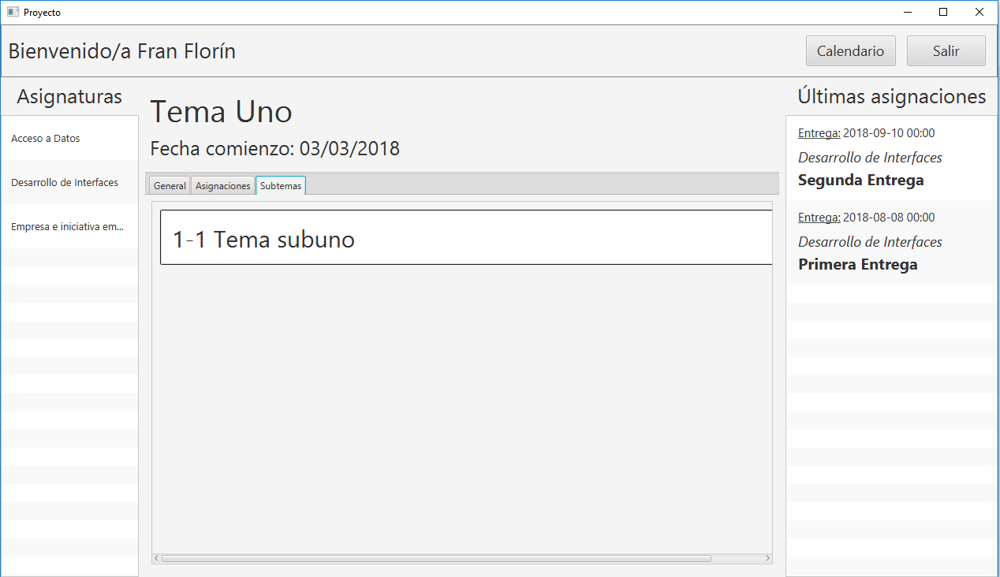 Proyecto
Bienvenido/a Fran Florín
Calendario
Salir
Asignaturas
Acceso a Datos
Desarrollo de Interfaces
Empresa e iniciativa em...
Tema Uno
Fecha comienzo: 03/03/2018
General
Asignaciones
Subtemas
1-1 Tema subuno
Últimas asignaciones
Entrega: 2018-09-10 00:00
Desarrollo de Interfaces
Segunda Entrega
Entrega: 2018-08-08 00:00
Desarrollo de Interfaces
Primera Entrega